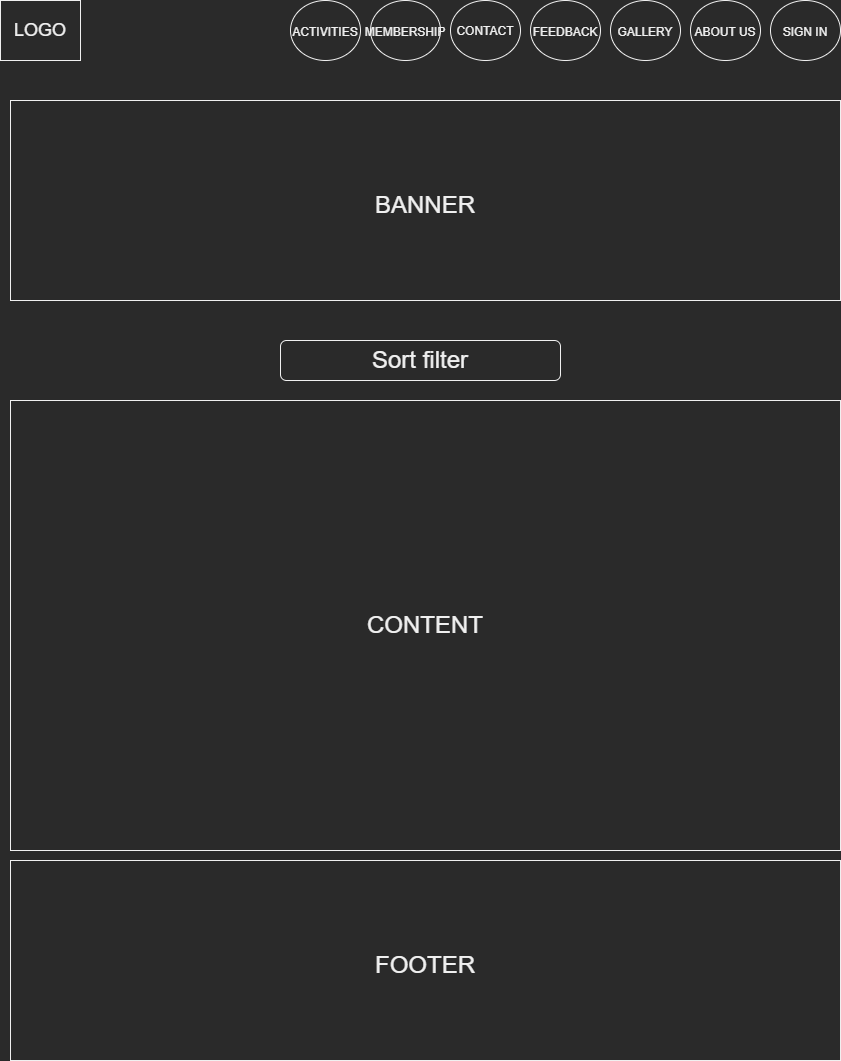 LOGO
ACTIVITIES
MEMBERSHIP
CONTACT
FEEDBACK
GALLERY
ABOUT US
SIGN IN
BANNER
Sort filter
CONTENT
FOOTER